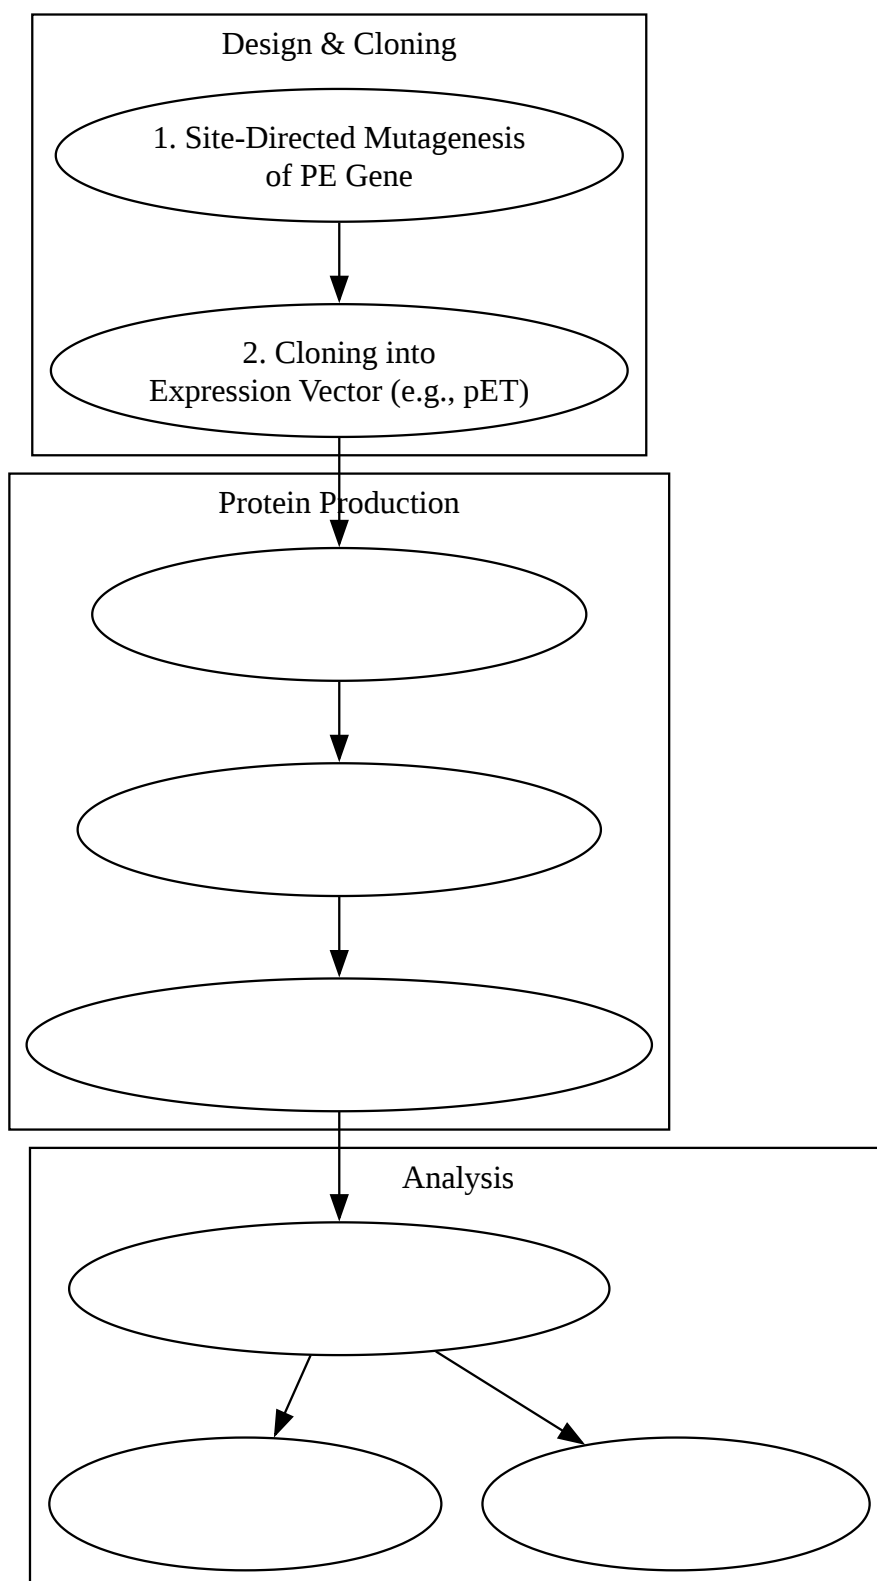 Design & Cloning
1. Site-Directed Mutagenesis
of PE Gene
2. Cloning into
Expression Vector (e.g., pET)
Protein Production
Analysis